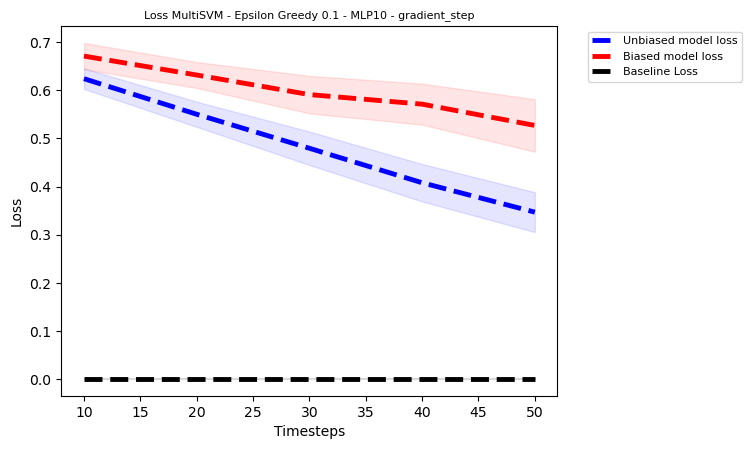 Loss MultiSVM - Epsilon Greedy 0.1 - MLP10 - gradient_step
Unbiased model loss
Biased model loss
Baseline Loss
Loss
0.7
0.6
0.5
0.4
0.3
0.2
0.1
0.0
10 15 20 25 30 35 40 45 50
Timesteps